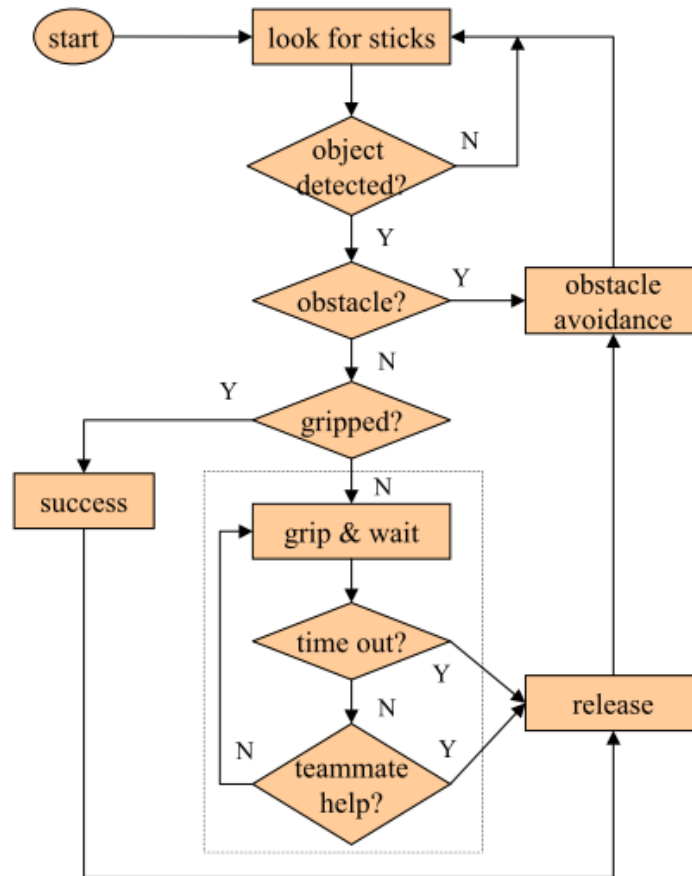 start
look for sticks
object
detected?
N
Y
obstacle?
Y
obstacle
avoidance
N
Y
gripped?
success
N
grip & wait
time out?
Y
release
N
N
Y
teammate
help?